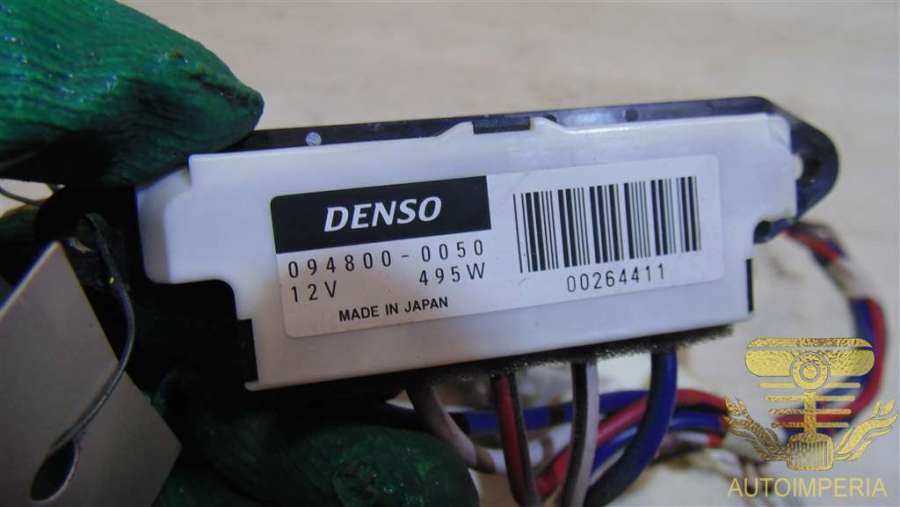 DENSO
094800-0050
12V 495W
MADE IN JAPAN
00264411
AUTOIMPERIA